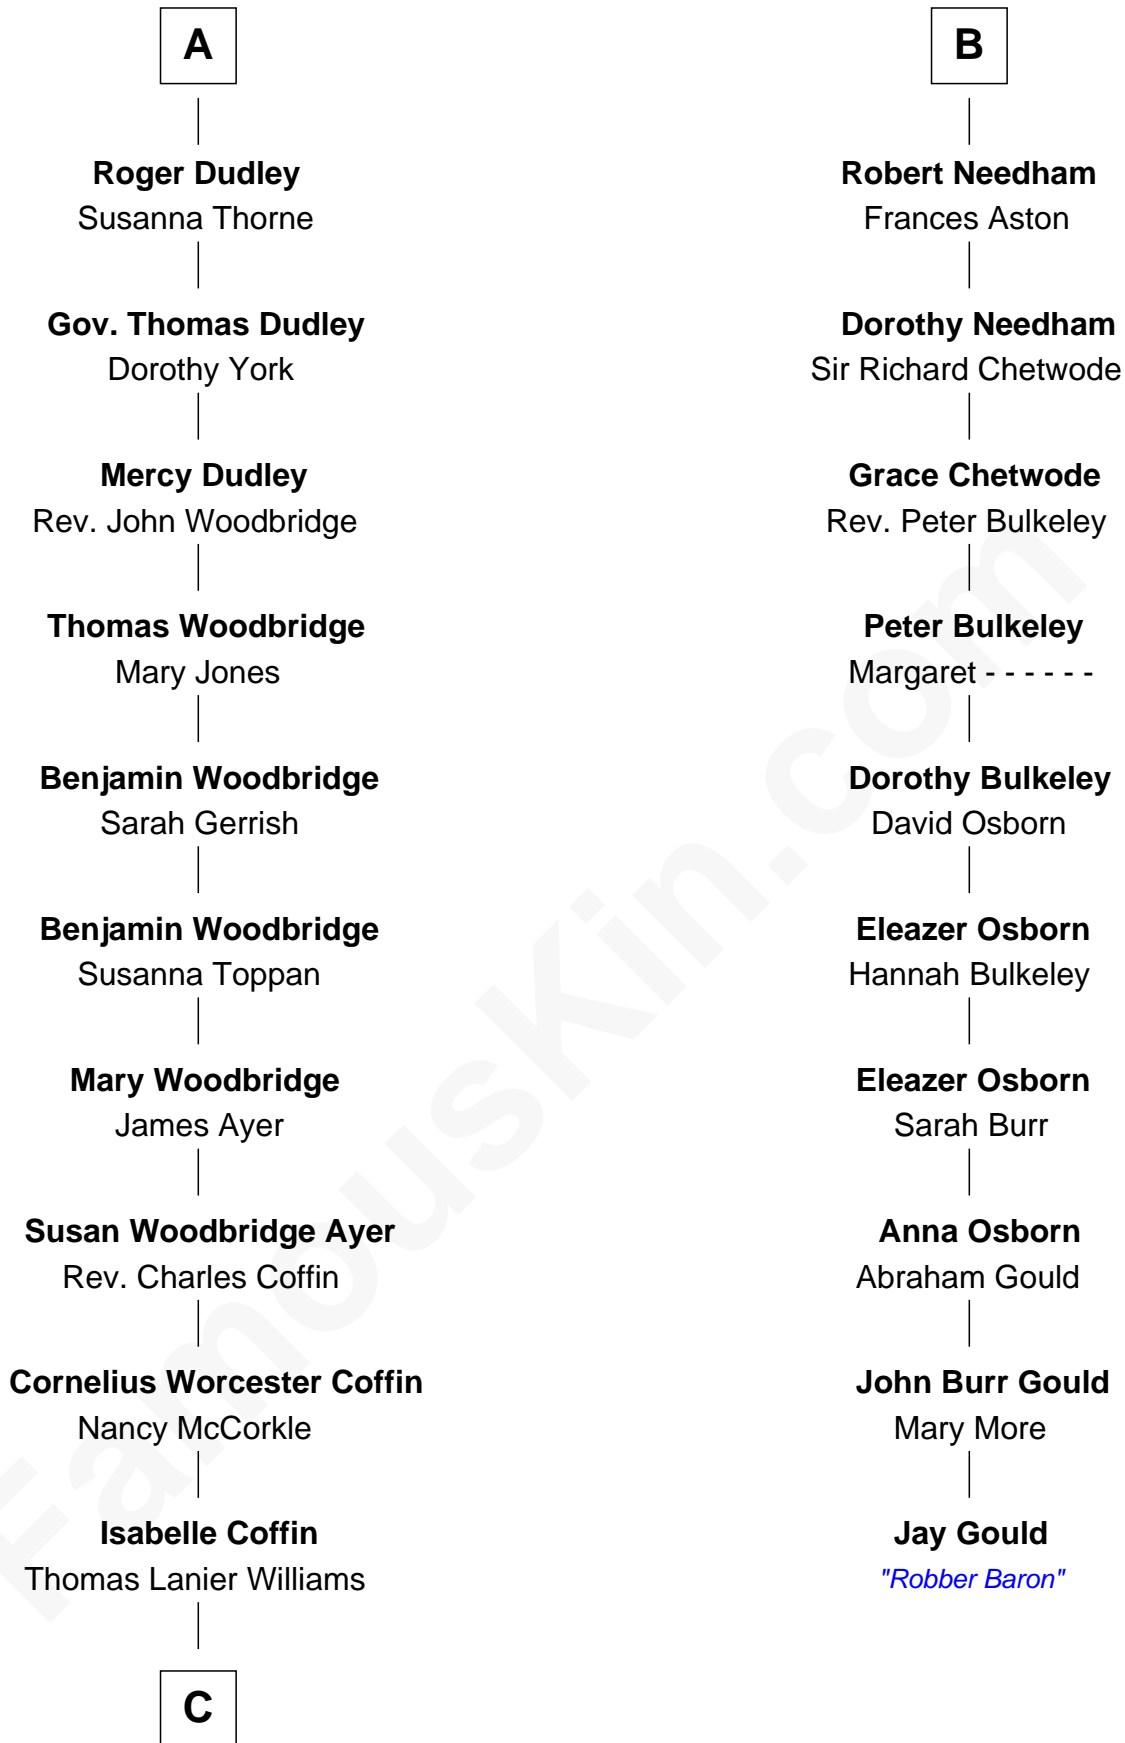 A
Roger Dudley
Susanna Thorne
Gov. Thomas Dudley
Dorothy York
Mercy Dudley
Rev. John Woodbridge
Thomas Woodbridge
Mary Jones
Benjamin Woodbridge
Sarah Gerrish
Benjamin Woodbridge
Susanna Toppan
Mary Woodbridge
James Ayer
Susan Woodbridge Ayer
Rev. Charles Coffin
Cornelius Worcester Coffin
Nancy McCorkle
Isabelle Coffin
Thomas Lanier Williams
C
B
Robert Needham
Frances Aston
Dorothy Needham
Sir Richard Chetwode
Grace Chetwode
Rev. Peter Bulkeley
Peter Bulkeley
Margaret - - - - - -
Dorothy Bulkeley
David Osborn
Eleazer Osborn
Hannah Bulkeley
Eleazer Osborn
Sarah Burr
Anna Osborn
Abraham Gould
John Burr Gould
Mary More
Jay Gould
"Robber Baron"
FamousKin.com